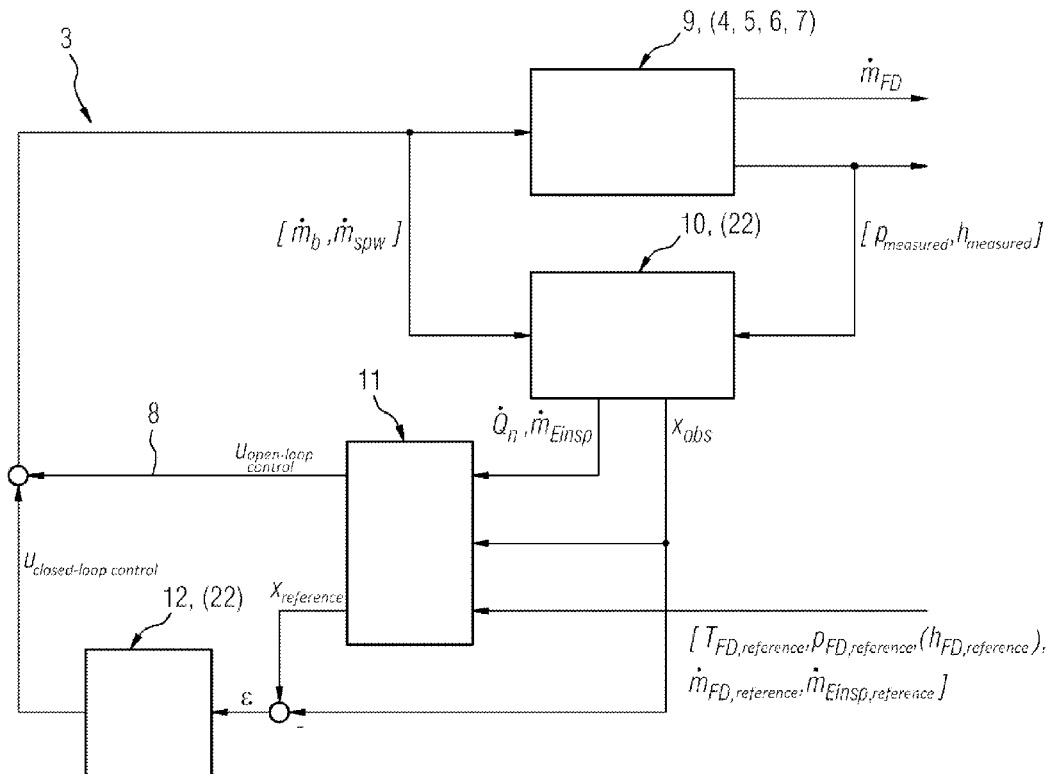 9, (4, 5, 6, 7)
3
ṁ_FD
[ ṁ_b , ṁ_spw ]
10, (22)
[ p_measured, h_measured ]
11
8
Q̇_n , ṁ_Einsp
x_obs
u_open-loop
control
u_closed-loop control
x_reference
12, (22)
[ T_FD,reference, p_FD,reference, (h_FD,reference),
ṁ_FD,reference, ṁ_Einsp,reference ]
ε
-